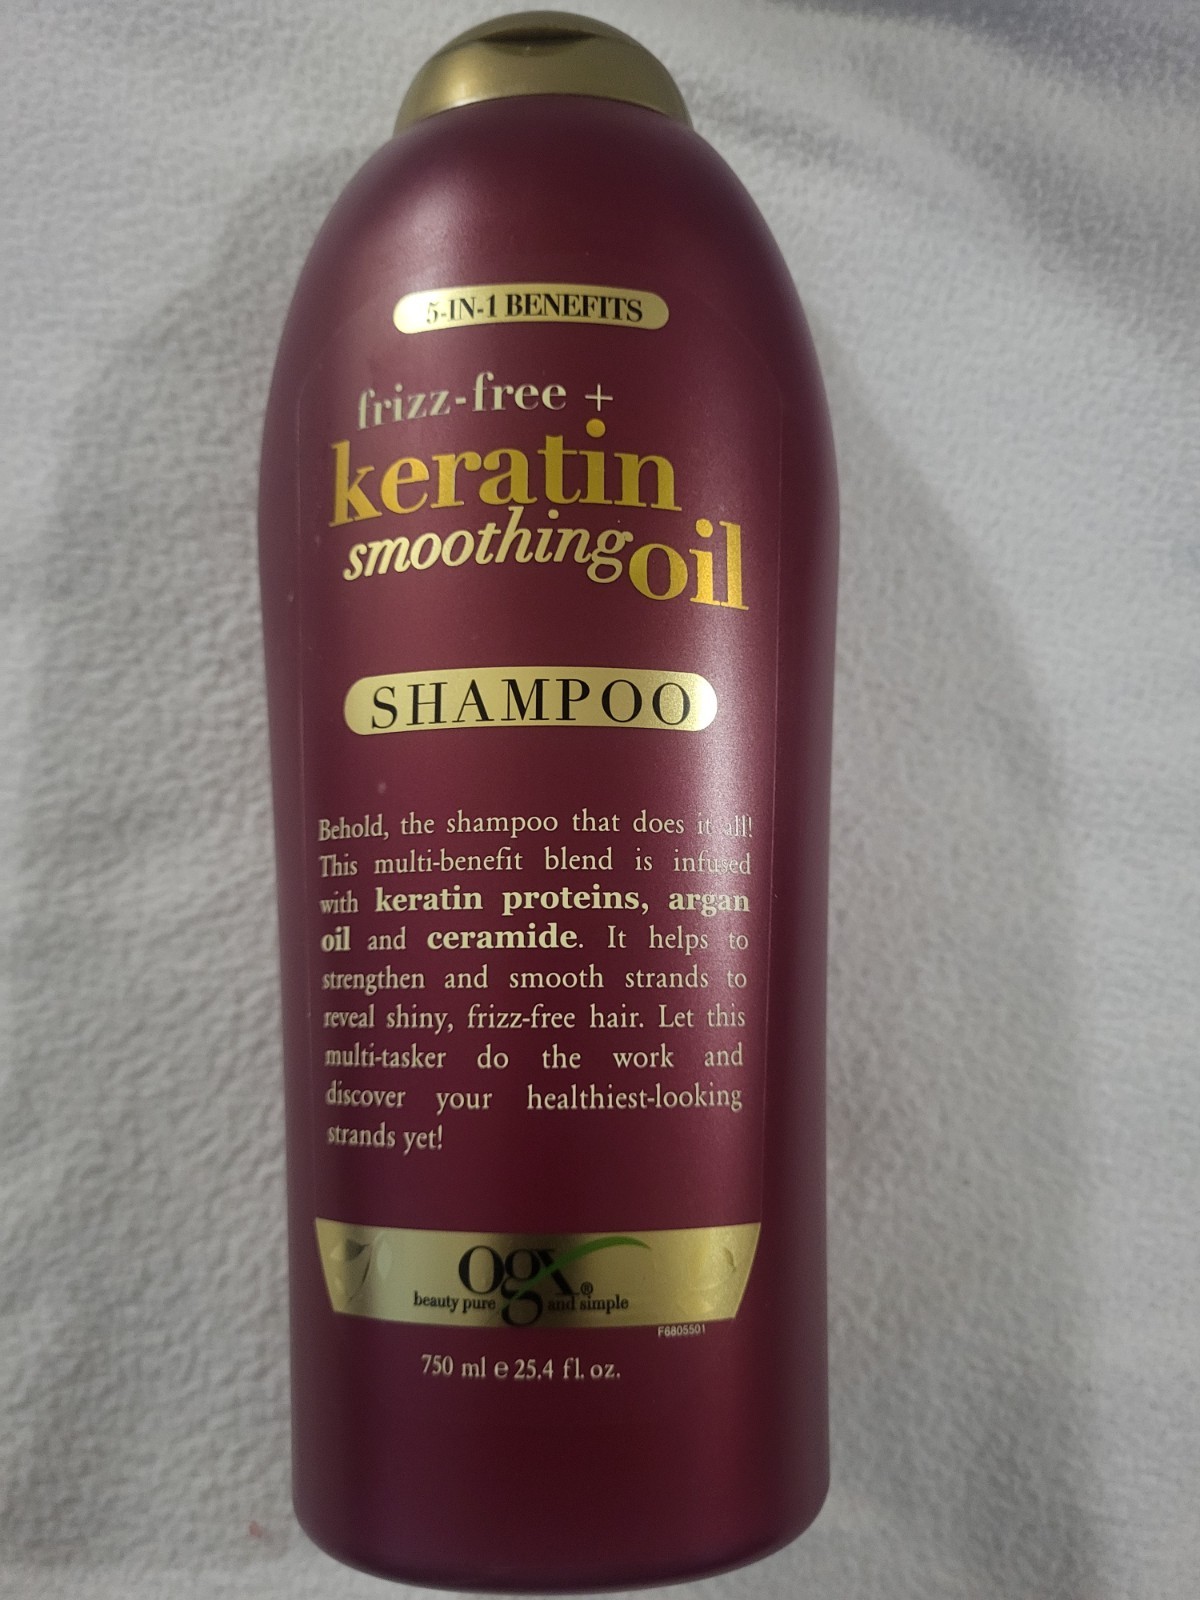 5-IN-1 BENEFITS
frizz-free +
keratin
smoothing oil
SHAMPOO
Behold, the shampoo that does it all!
This multi-benefit blend is infused
with keratin proteins, argan
oil and ceramide. It helps to
strengthen and smooth strands to
reveal shiny, frizz-free hair. Let this
multi-tasker do the work and
discover your healthiest-looking
strands yet!
Ogx®
beauty pure and simple
F6805501
750 ml e 25.4 fl. oz.